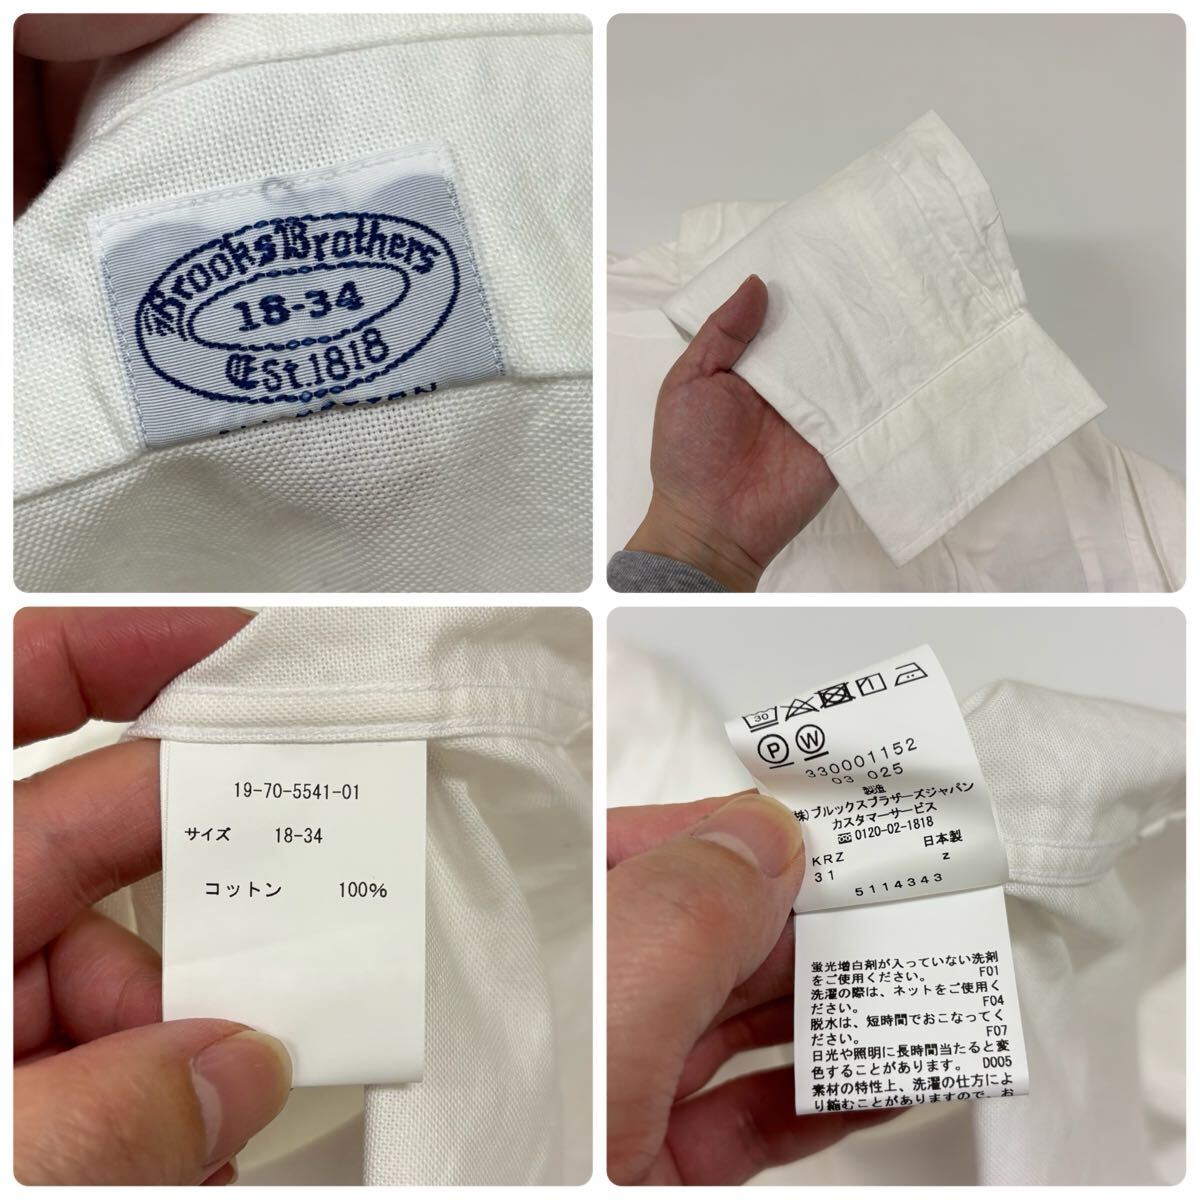 Brooks Brothers
18-34
Est.1818
19-70-5541-01
サイズ 18-34
コットン 100%
30
1
P W
330001152
03 025
製造
(株)ブルックスブラザーズジャパン
カスタマーサービス
0120-02-1818
日本製
KRZ z
31
5114343
蛍光増白剤が入っていない洗剤
をご使用ください。 F01
洗濯の際は、ネットをご使用く
ださい。 F04
脱水は、短時間でおこなってく
ださい。 F07
日光や照明に長時間当たると変
色することがあります。 D005
素材の特性上、洗濯の仕方によ
り縮むことがありますので、お